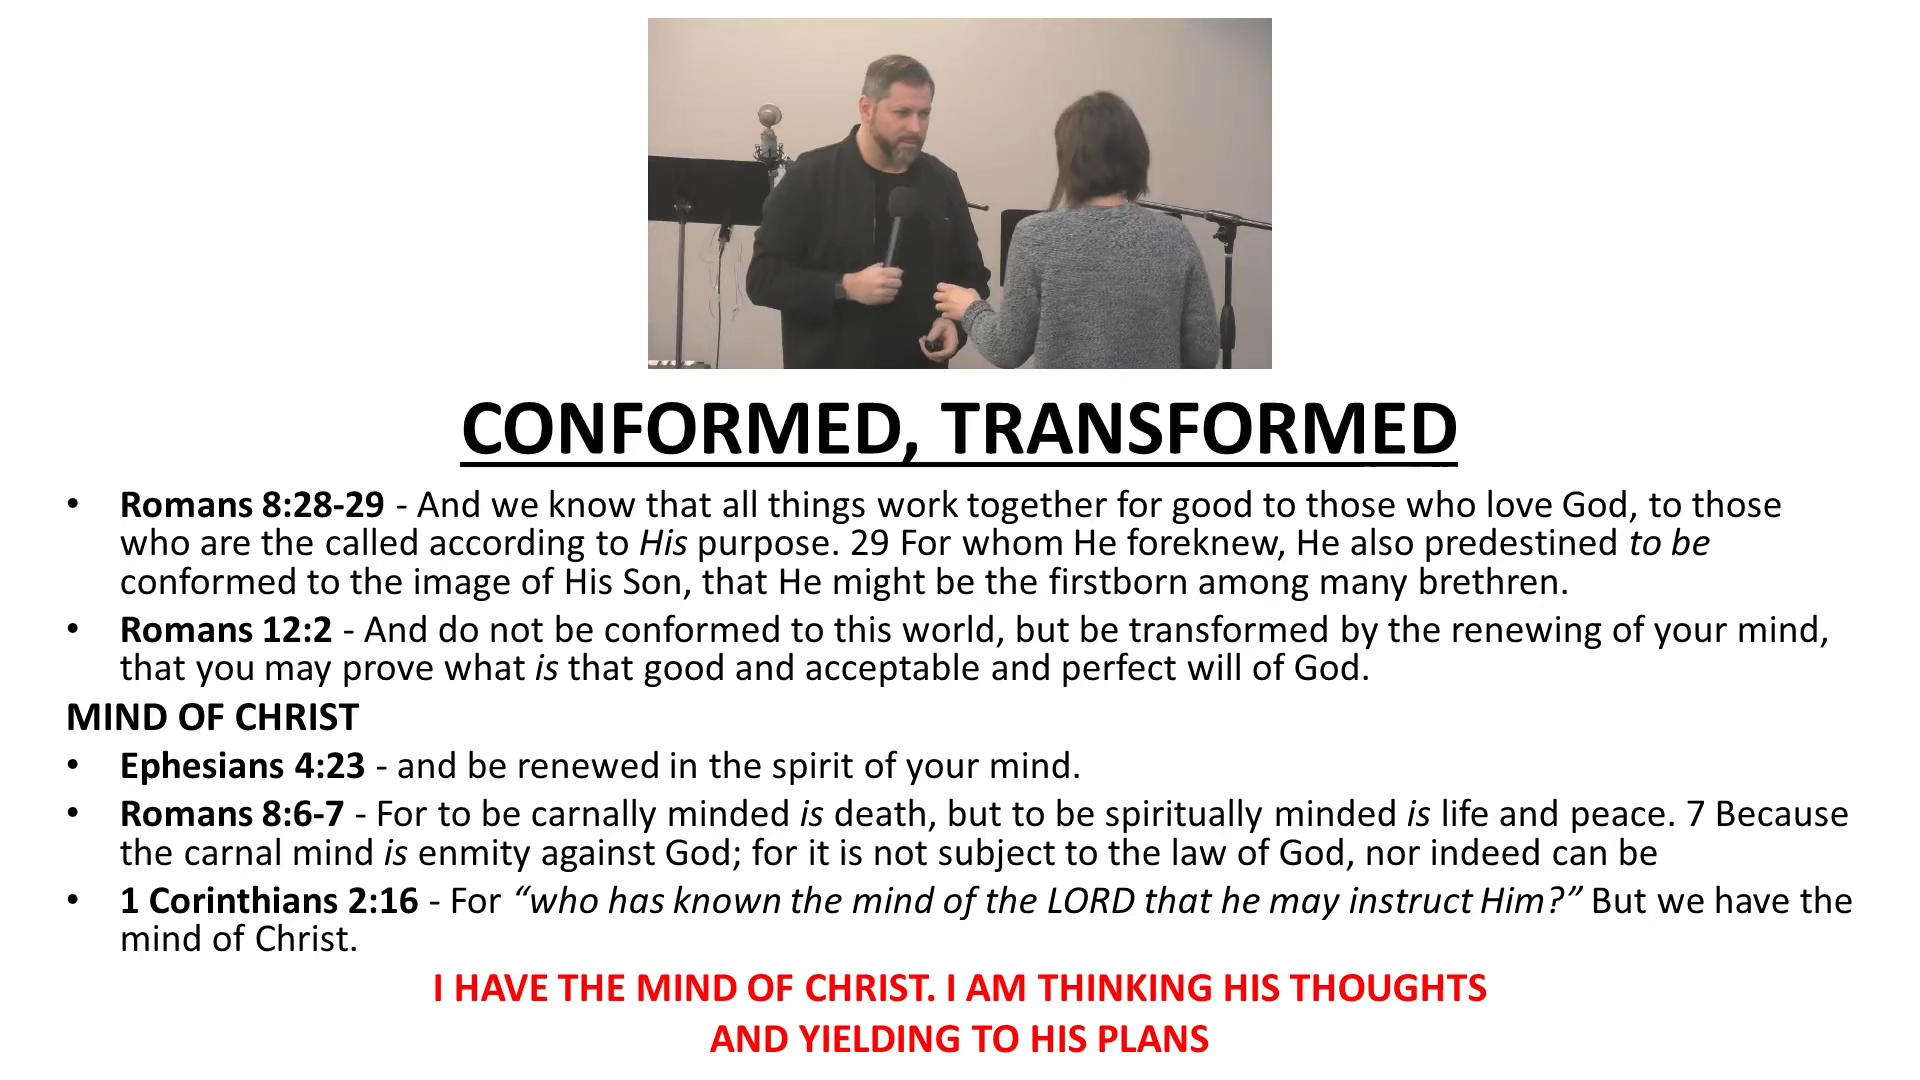 CONFORMED, TRANSFORMED
• Romans 8:28-29 - And we know that all things work together for good to those who love God, to those
who are the called according to His purpose. 29 For whom He foreknew, He also predestined to be
conformed to the image of His Son, that He might be the firstborn among many brethren.
• Romans 12:2 - And do not be conformed to this world, but be transformed by the renewing of your mind,
that you may prove what is that good and acceptable and perfect will of God.
MIND OF CHRIST
• Ephesians 4:23 - and be renewed in the spirit of your mind.
• Romans 8:6-7 - For to be carnally minded is death, but to be spiritually minded is life and peace. 7 Because
the carnal mind is enmity against God; for it is not subject to the law of God, nor indeed can be
• 1 Corinthians 2:16 - For “who has known the mind of the LORD that he may instruct Him?” But we have the
mind of Christ.
I HAVE THE MIND OF CHRIST. I AM THINKING HIS THOUGHTS
AND YIELDING TO HIS PLANS